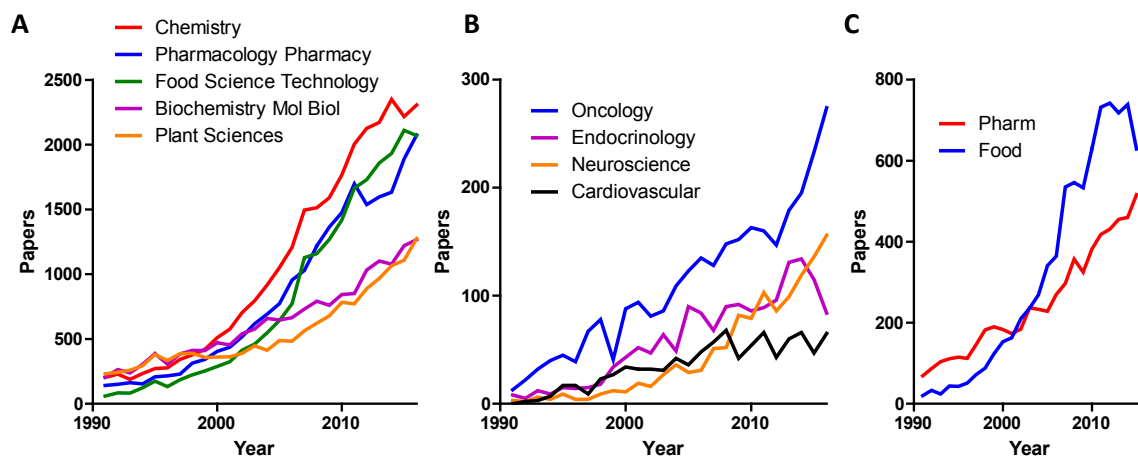 A
Chemistry
Pharmacology Pharmacy
Food Science Technology
Biochemistry Mol Biol
Plant Sciences
2500
2000
1500
1000
500
0
Papers
1990
2000
2010
Year
B
Oncology
Endocrinology
Neuroscience
Cardiovascular
300
200
100
0
Papers
1990
2000
2010
Year
C
Pharm
Food
800
600
400
200
0
Papers
1990
2000
2010
Year